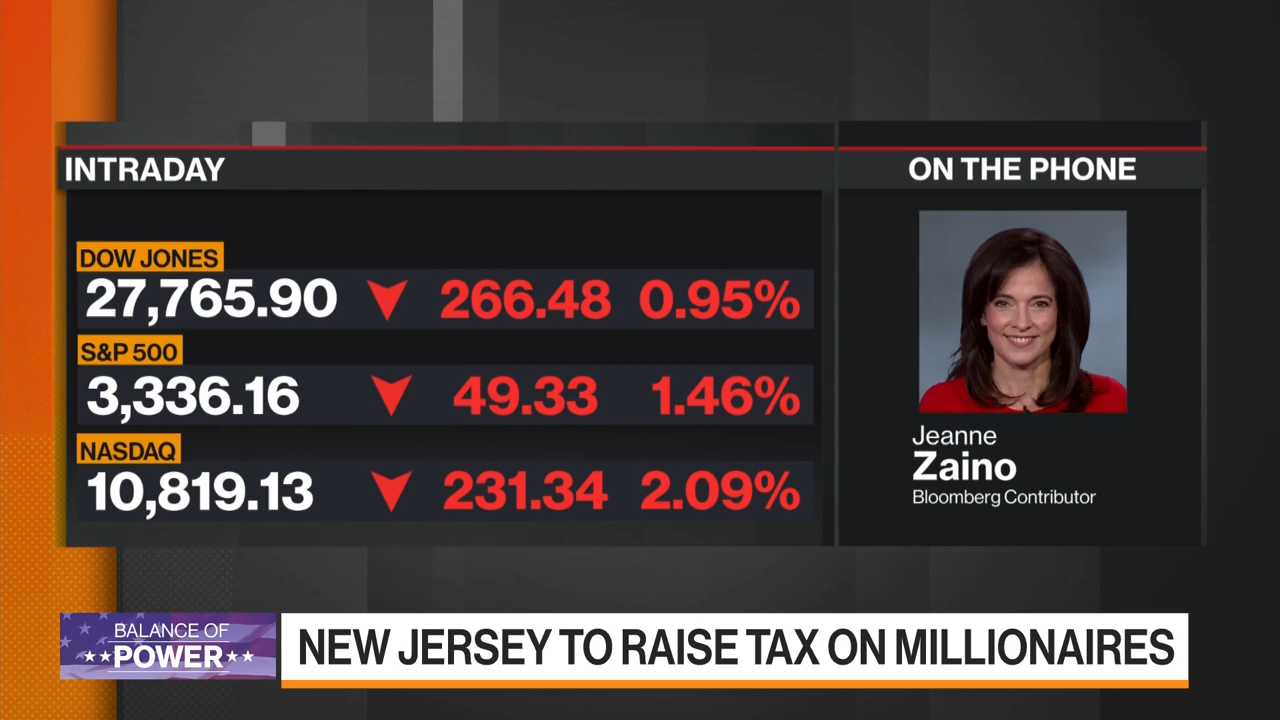 INTRADAY
DOW JONES
27,765.90 ▼ 266.48 0.95%
S&P 500
3,336.16 ▼ 49.33 1.46%
NASDAQ
10,819.13 ▼ 231.34 2.09%
ON THE PHONE
Jeanne
Zaino
Bloomberg Contributor
BALANCE OF
POWER
NEW JERSEY TO RAISE TAX ON MILLIONAIRES